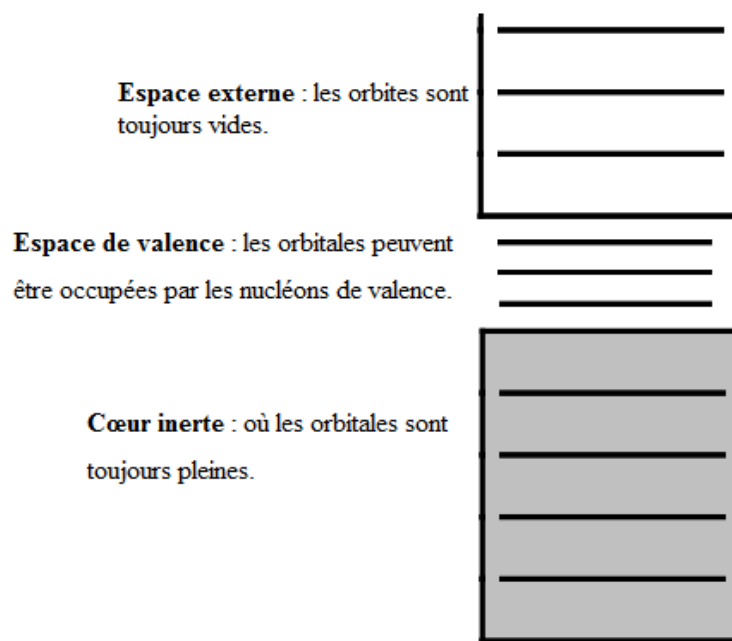 Espace externe : les orbites sont
toujours vides.
Espace de valence : les orbitales peuvent
être occupées par les nucléons de valence.
Cœur inerte : où les orbitales sont
toujours pleines.